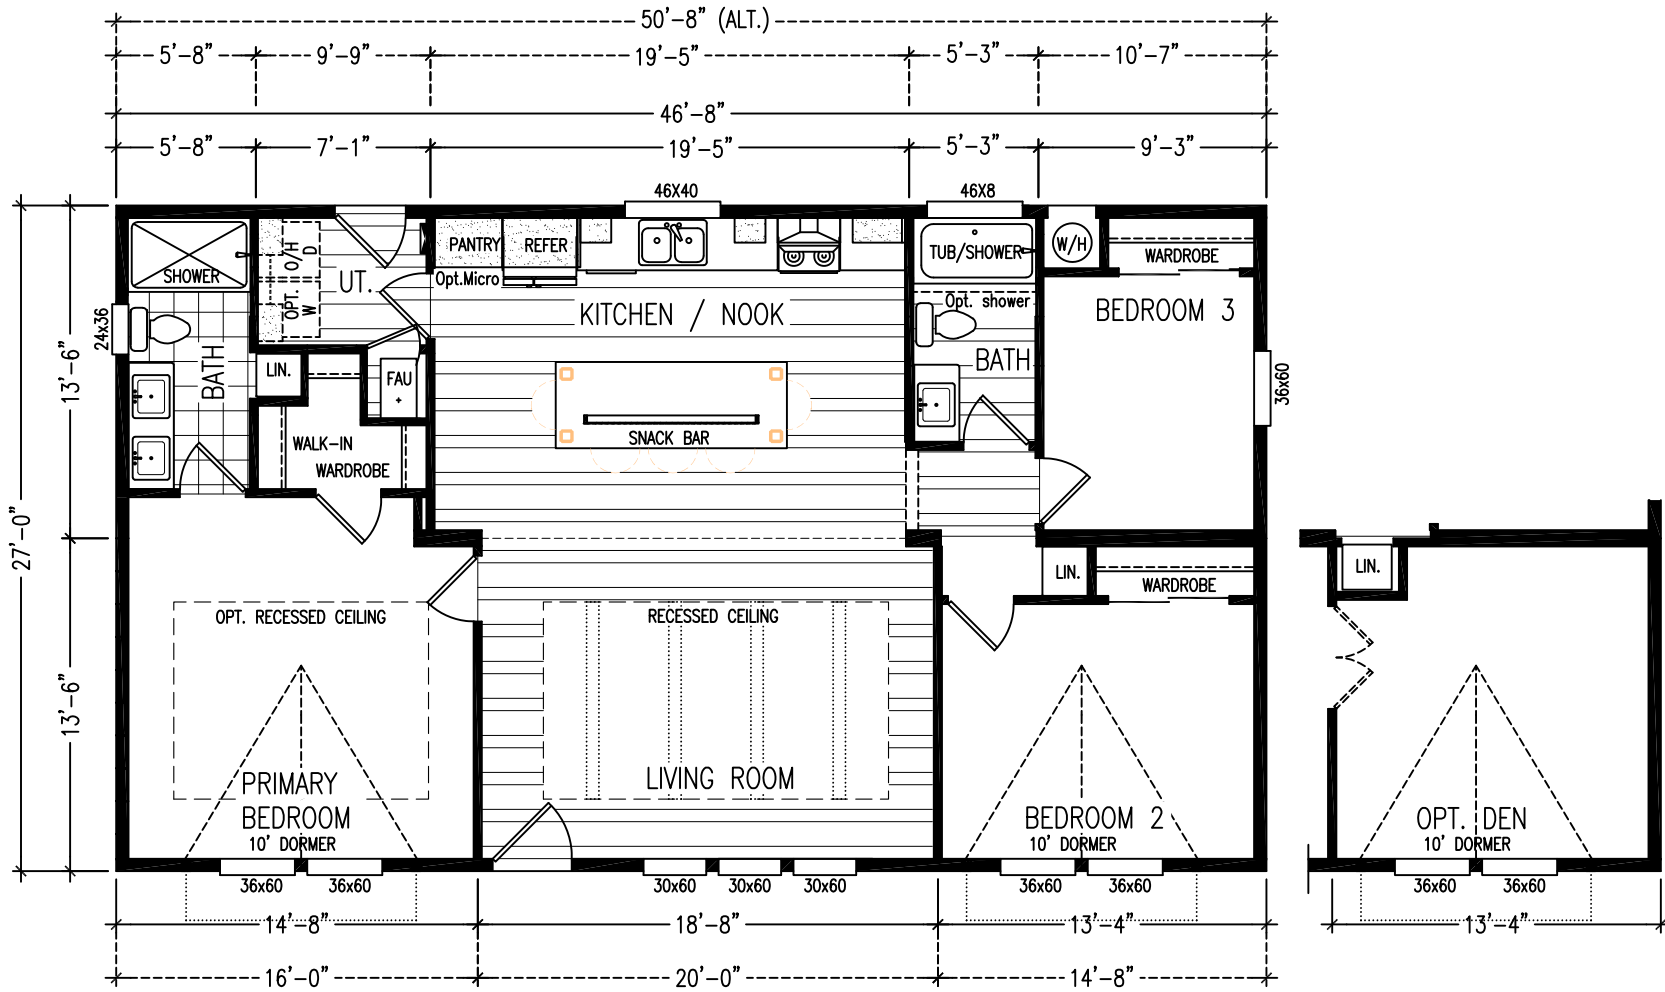 50'-8" (ALT.)
5'-8" 9'-9" 19'-5" 5'-3" 10'-7"
46'-8"
5'-8" 7'-1" 19'-5" 5'-3" 9'-3"
46X40 46X8
SHOWER
OPT. O/H
W D
UT.
PANTRY
REFER
Opt.Micro
TUB/SHOWER
W/H
WARDROBE
KITCHEN / NOOK
Opt. shower
BEDROOM 3
24x36
BATH
LIN.
FAU
BATH
36x60
13'-6"
27'-0"
SNACK BAR
WALK-IN
WARDROBE
LIN.
WARDROBE
LIN.
OPT. RECESSED CEILING
RECESSED CEILING
13'-6"
PRIMARY
BEDROOM
10' DORMER
LIVING ROOM
BEDROOM 2
10' DORMER
OPT. DEN
10' DORMER
36x60 36x60 30x60 30x60 30x60 36x60 36x60 36x60 36x60
14'-8" 18'-8" 13'-4" 13'-4"
16'-0" 20'-0" 14'-8"